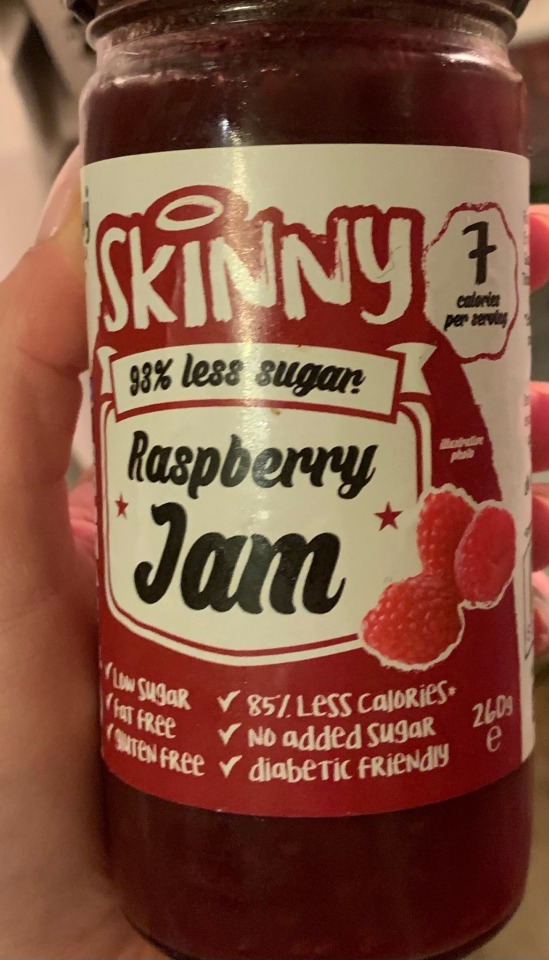 SKINNY
7
calories
per serving
93% less sugar
Raspberry
Jam
illustrative
photo
✓ LOW SUGAR
✓ FAT FREE
✓ GLUTEN FREE
✓ 85% LESS CALORIES*
✓ NO ADDED SUGAR
✓ diabetic FRIENDLY
260g
e